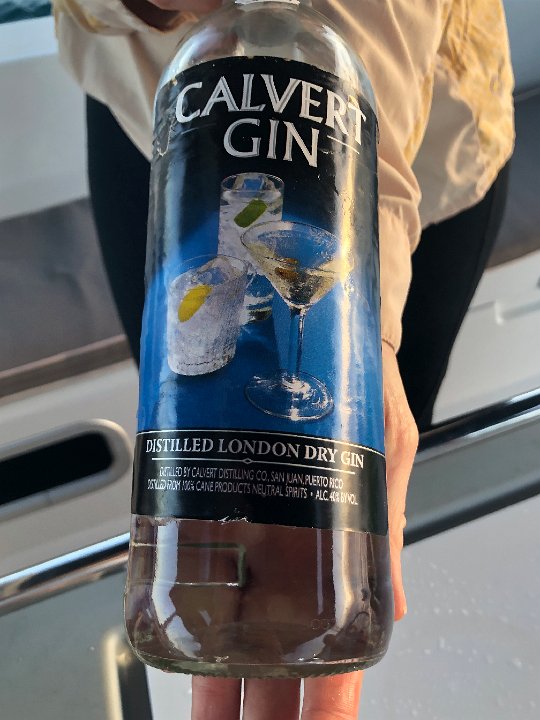 CALVERT
GIN
DISTILLED LONDON DRY GIN
DISTILLED BY CALVERT DISTILLING CO., SAN JUAN, PUERTO RICO
DISTILLED FROM 100% CANE PRODUCTS NEUTRAL SPIRITS • ALC. 40% BY VOL.